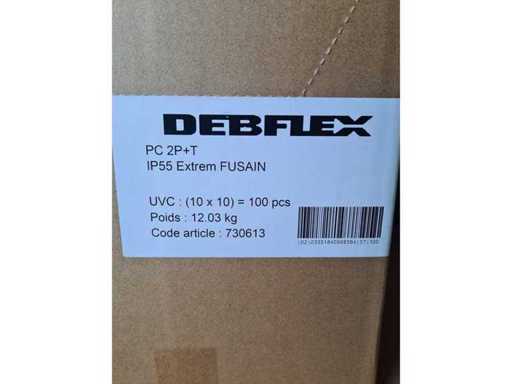 DEBFLEX
PC 2P+T
IP55 Extrem FUSAIN
UVC : (10 x 10) = 100 pcs
Poids : 12.03 kg
Code article : 730613